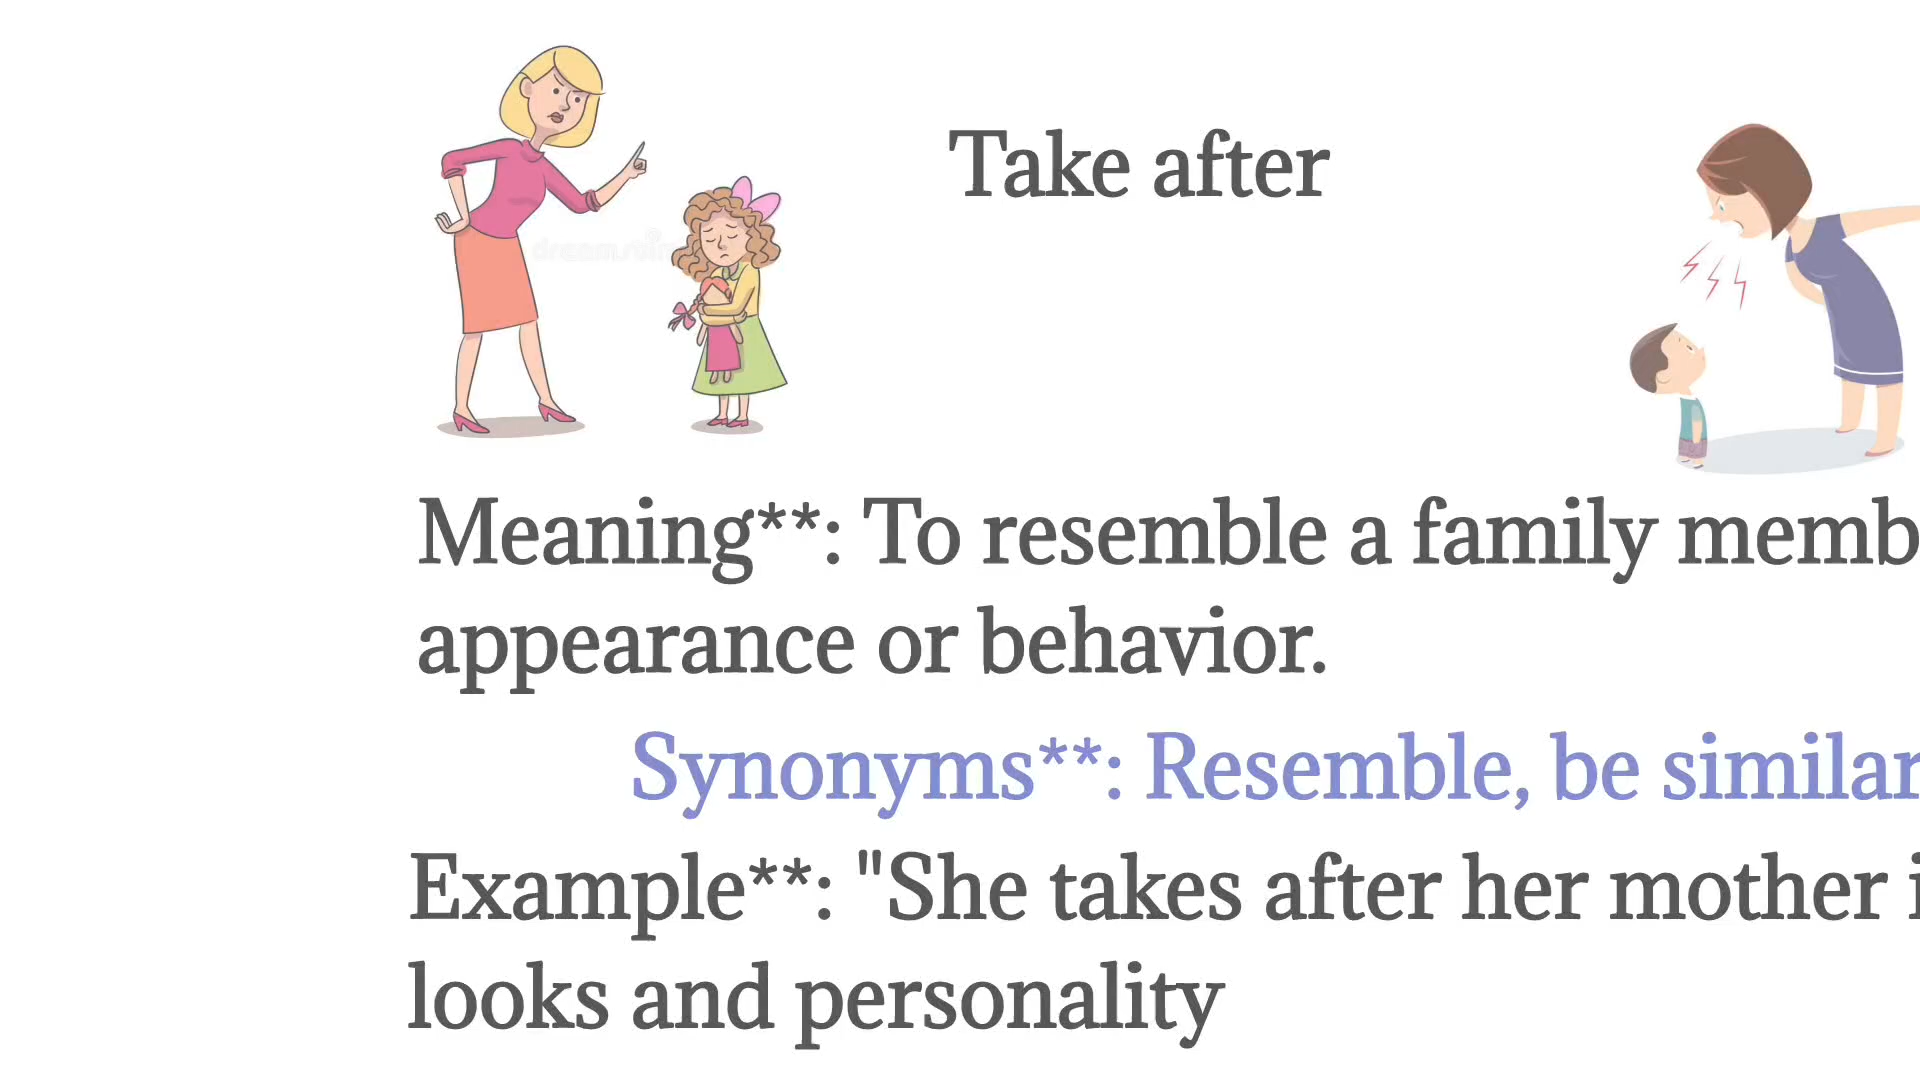 Take after
Meaning**: To resemble a family memb
appearance or behavior.
Synonyms**: Resemble, be similar
Example**: "She takes after her mother i
looks and personality